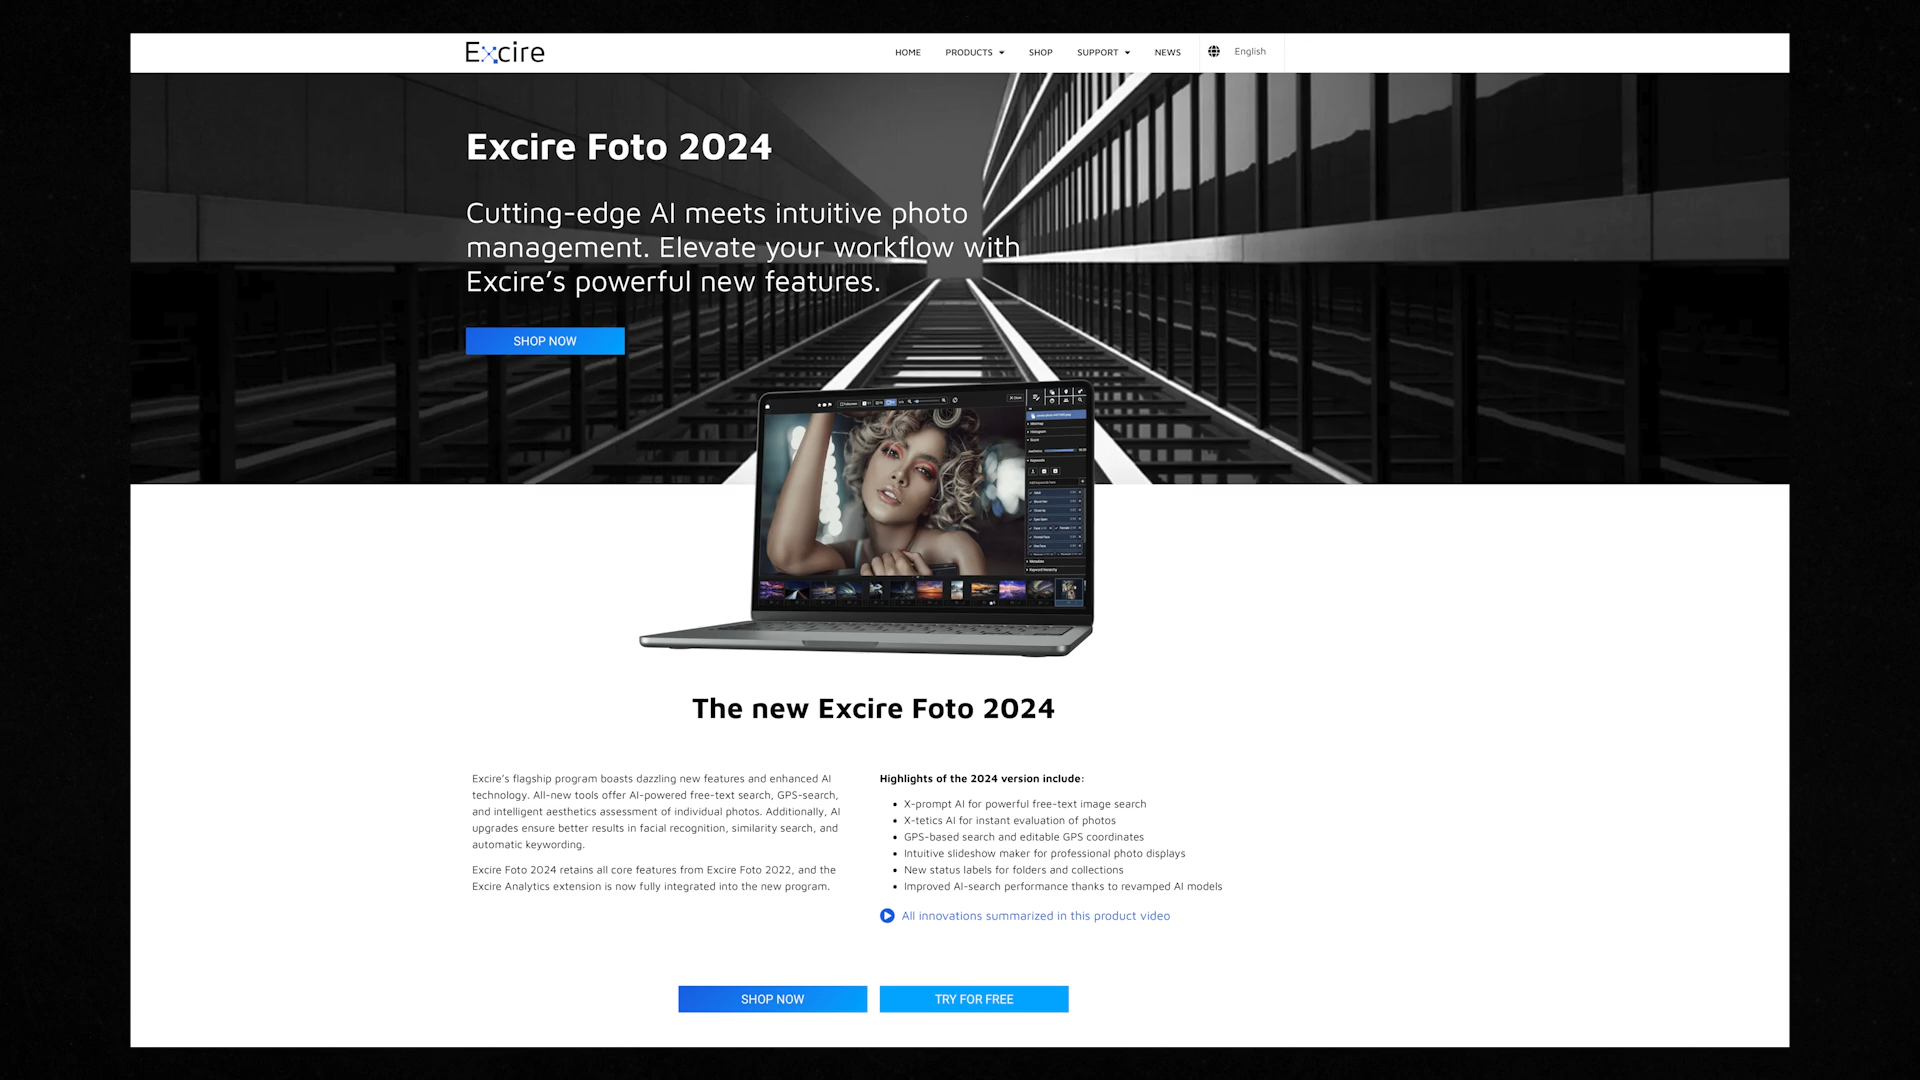 Excire
HOME
PRODUCTS
SHOP
SUPPORT
NEWS
English
Excire Foto 2024
Cutting-edge AI meets intuitive photo
management. Elevate your workflow with
Excire's powerful new features.
SHOP NOW
The new Excire Foto 2024
Excire's flagship program boasts dazzling new features and enhanced AI
technology. All-new tools offer AI-powered free-text search, GPS-search,
and intelligent aesthetics assessment of individual photos. Additionally, AI
upgrades ensure better results in facial recognition, similarity search, and
automatic keywording.
Excire Foto 2024 retains all core features from Excire Foto 2022, and the
Excire Analytics extension is now fully integrated into the new program.
Highlights of the 2024 version include:
• X-prompt AI for powerful free-text image search
• X-tetics AI for instant evaluation of photos
• GPS-based search and editable GPS coordinates
• Intuitive slideshow maker for professional photo displays
• New status labels for folders and collections
• Improved AI-search performance thanks to revamped AI models
All innovations summarized in this product video
SHOP NOW
TRY FOR FREE